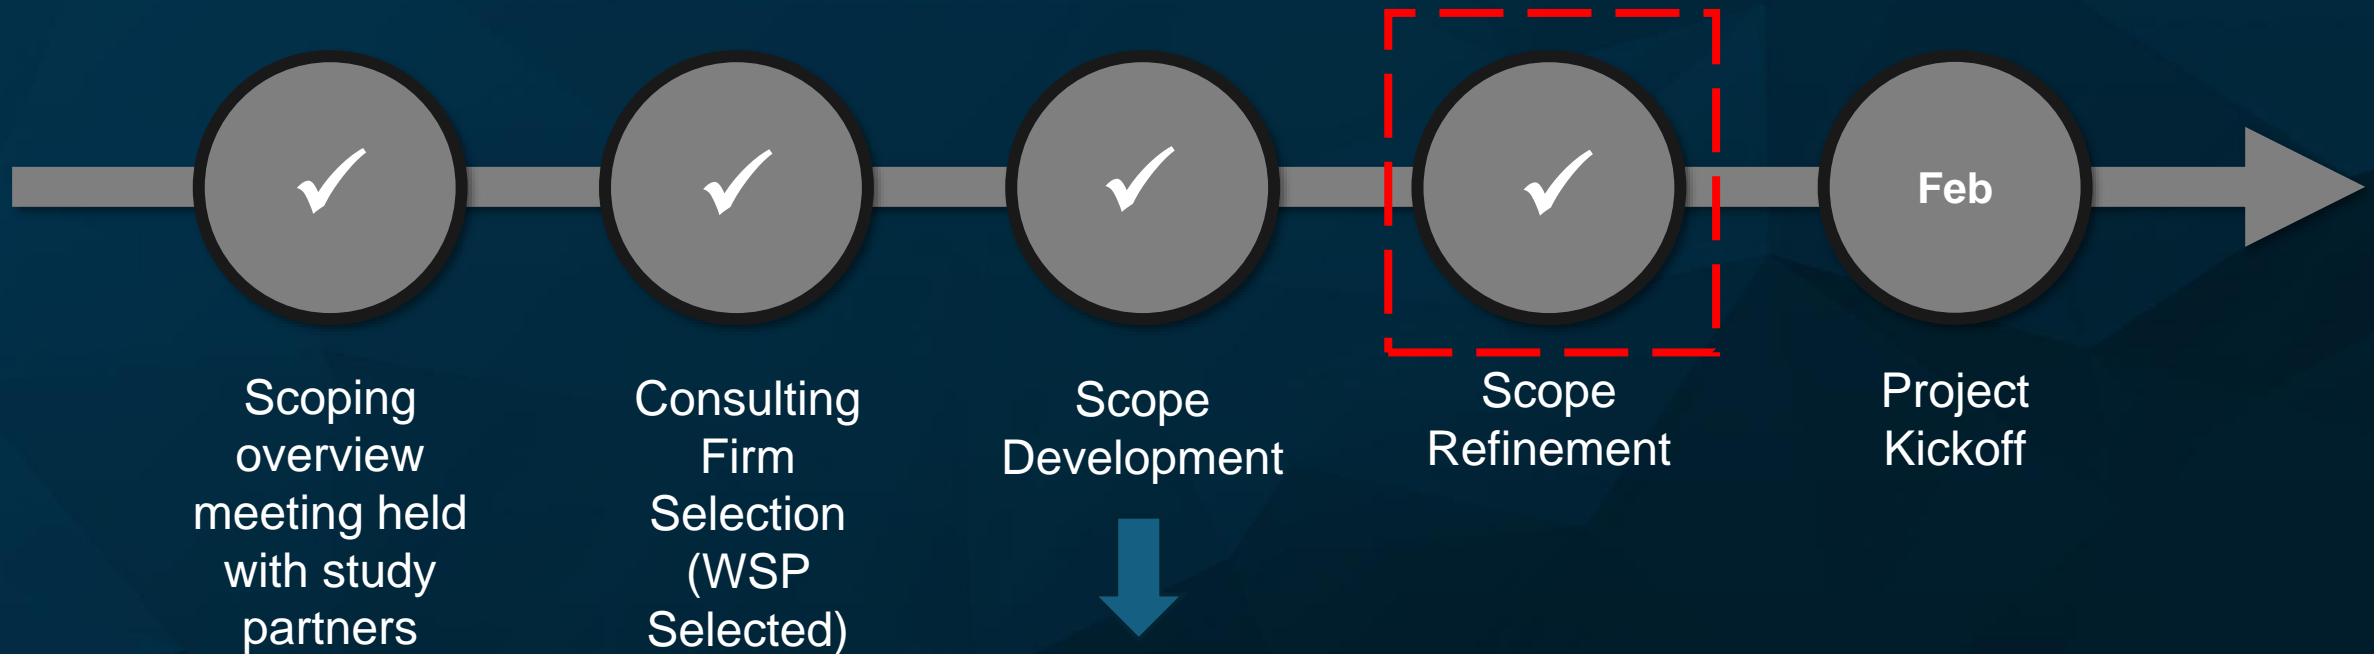 ✓
✓
✓
✓
Feb
Scoping
overview
meeting held
with study
partners
Consulting
Firm
Selection
(WSP
Selected)
Scope
Development
Scope
Refinement
Project
Kickoff